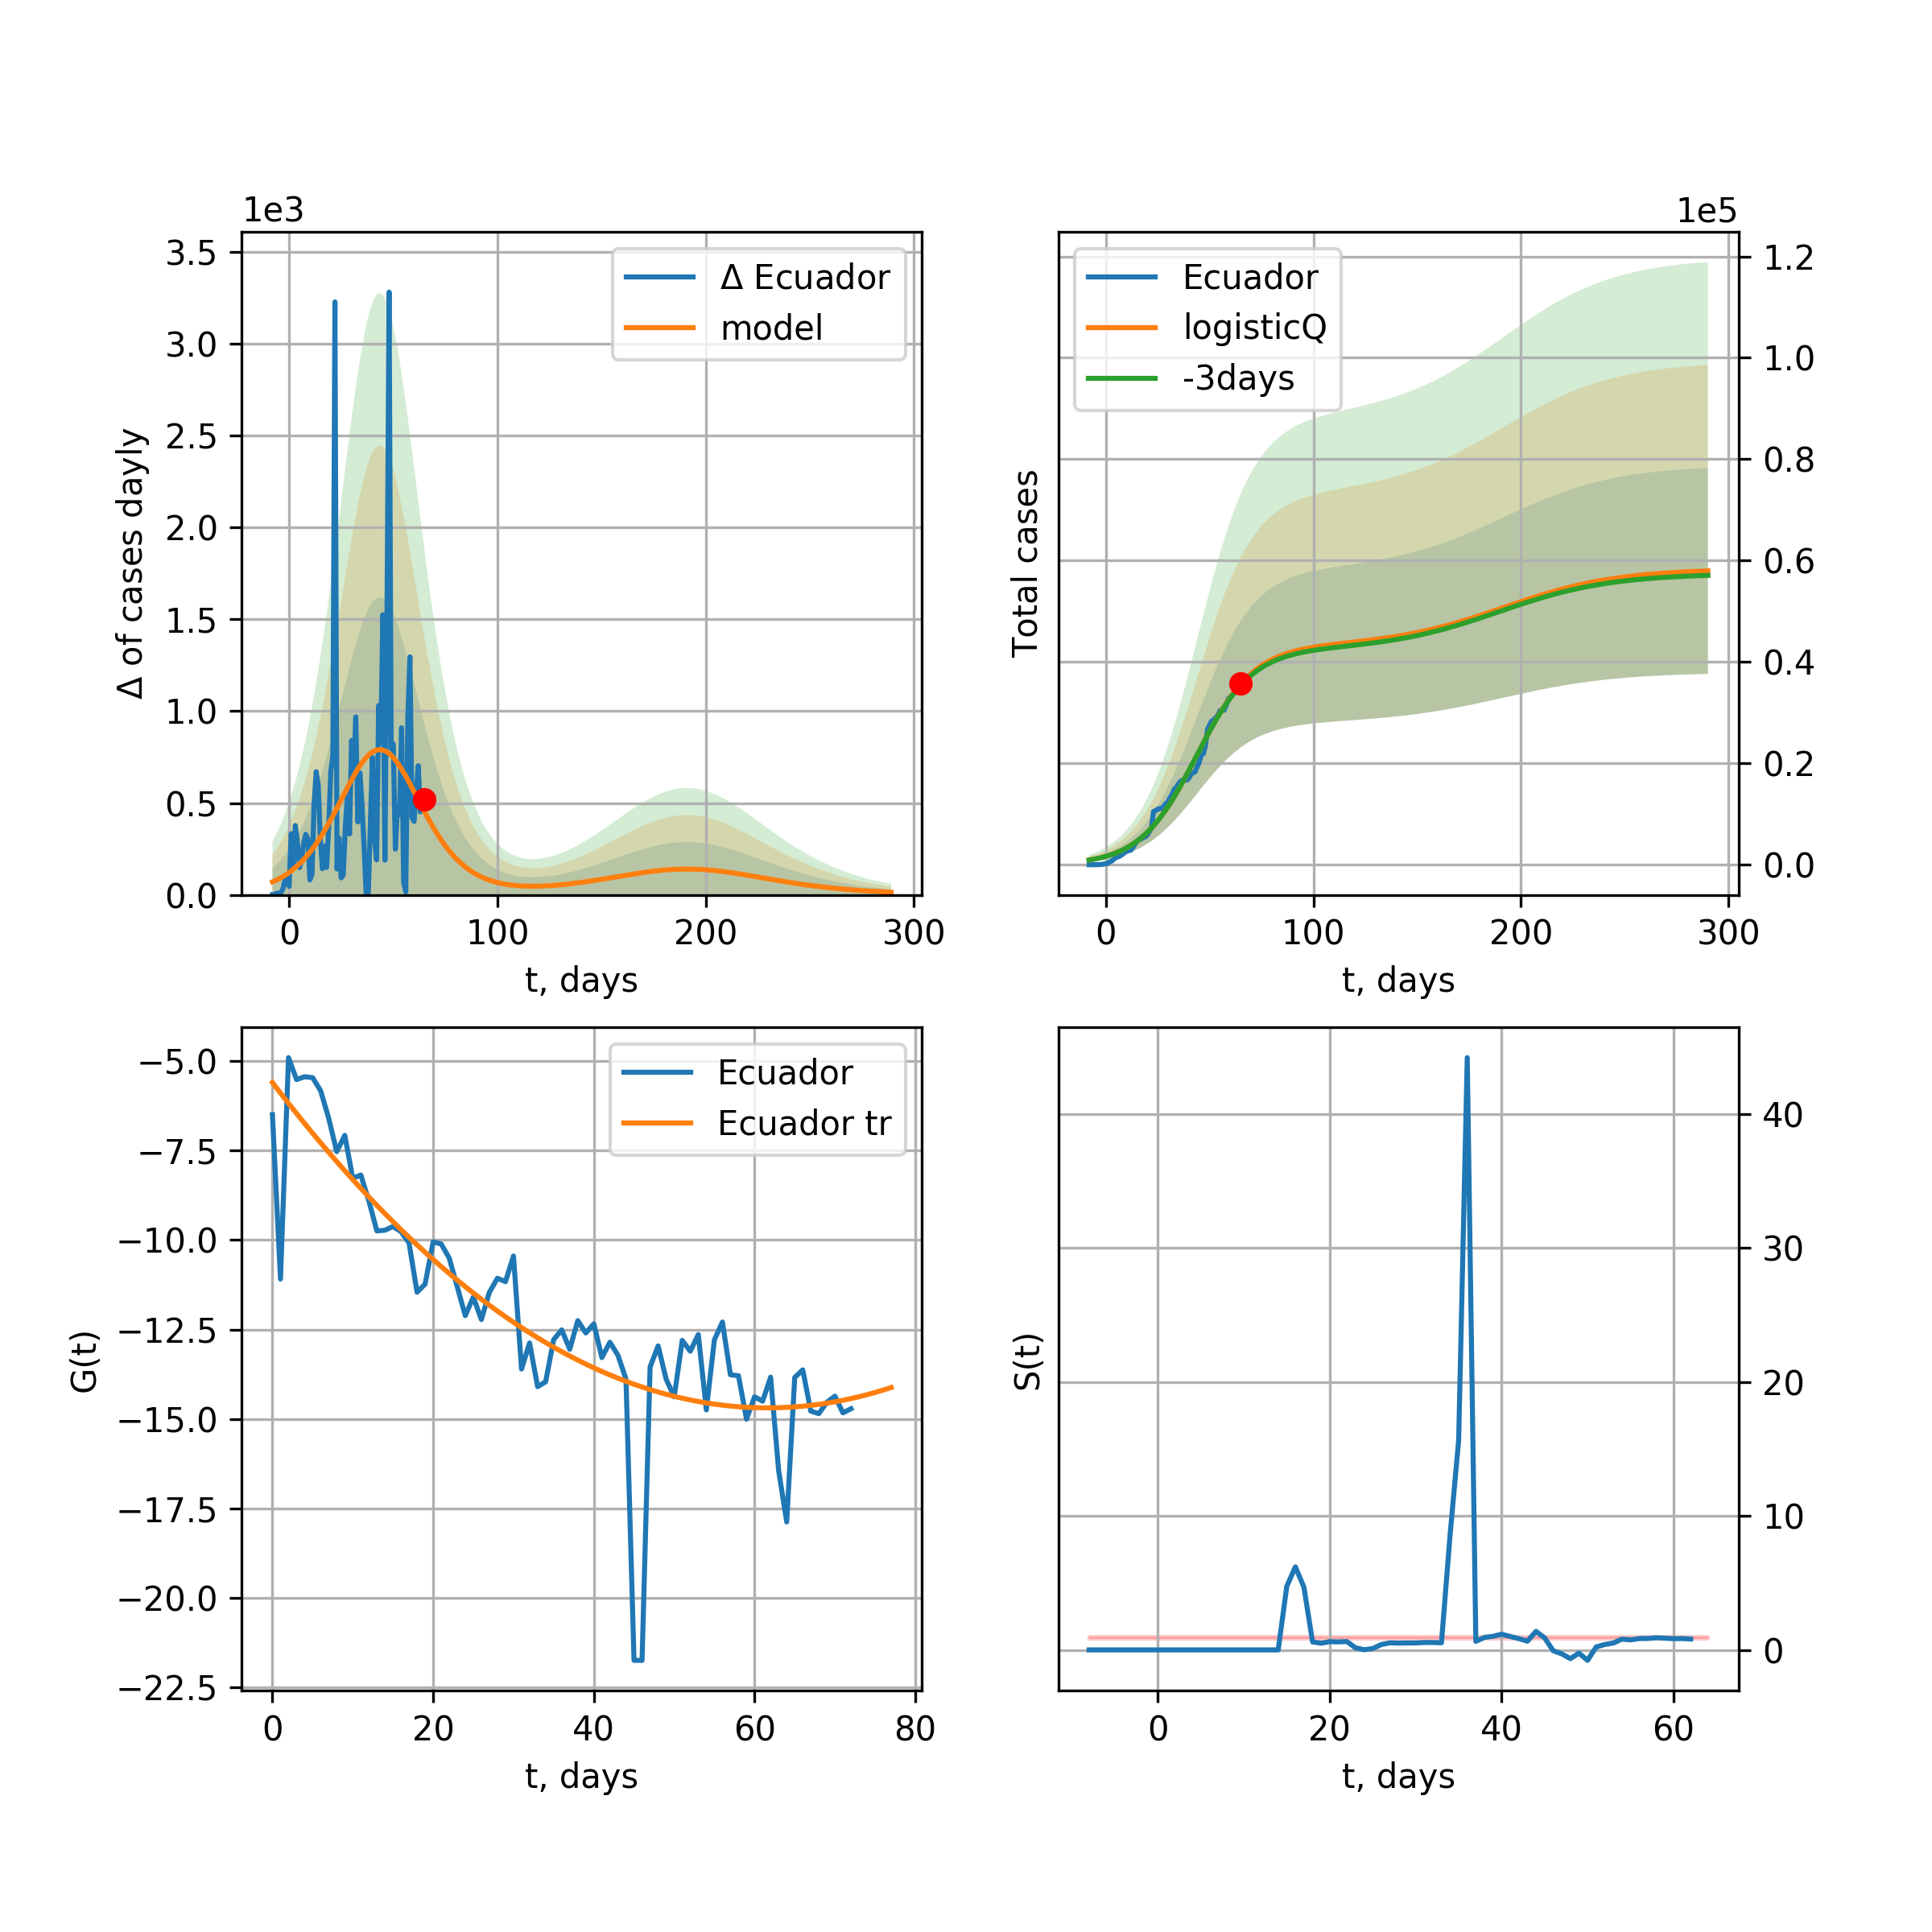 1e3
3.5
3.0
2.5
2.0
1.5
1.0
0.5
0.0
Δ of cases dayly
Δ Ecuador
model
0
100
200
300
t, days
1e5
Ecuador
logisticQ
-3days
Total cases
1.2
1.0
0.8
0.6
0.4
0.2
0.0
0
100
200
300
t, days
−5.0
−7.5
−10.0
−12.5
−15.0
−17.5
−20.0
−22.5
G(t)
Ecuador
Ecuador tr
0
20
40
60
80
t, days
S(t)
40
30
20
10
0
0
20
40
60
t, days